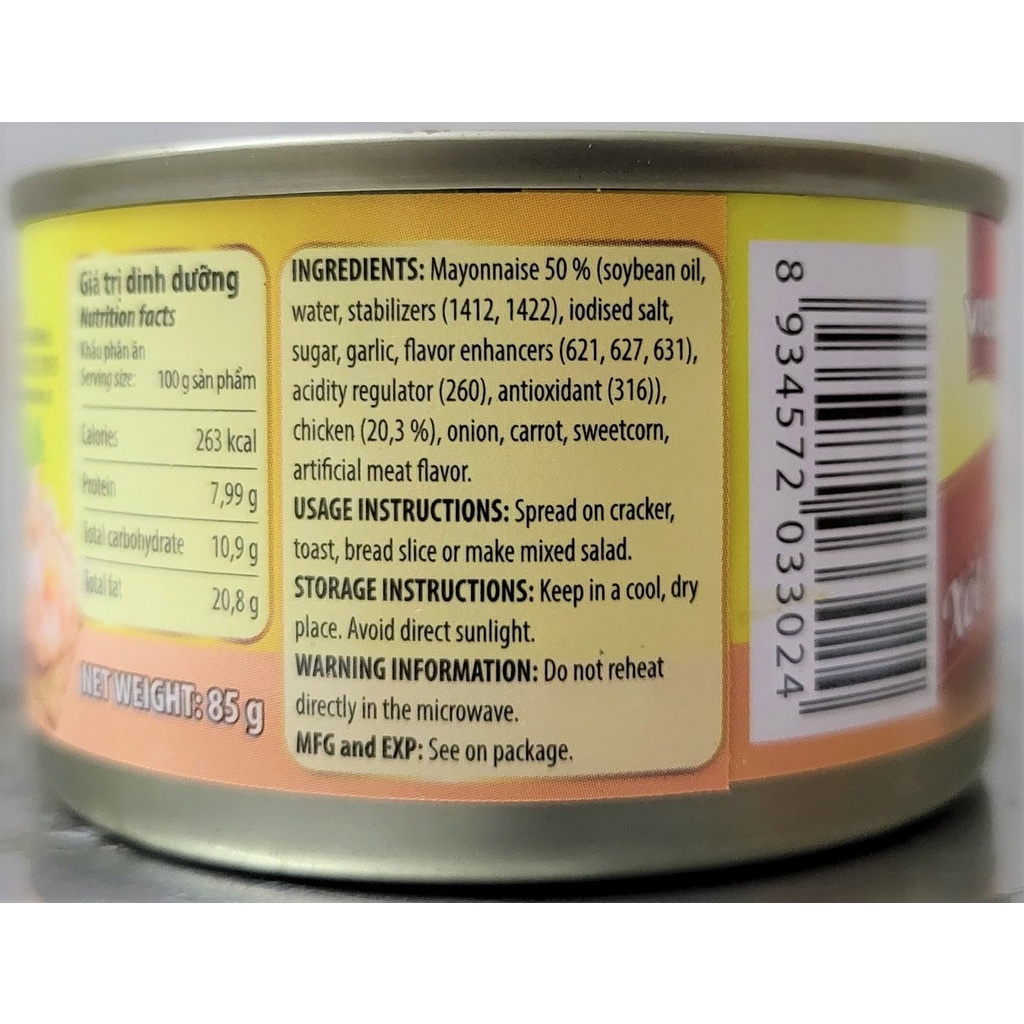 Giá trị dinh dưỡng
Nutrition facts
Khẩu phần ăn
Serving size: 100 g sản phẩm
Calories 263 kcal
Protein 7,99 g
Total carbohydrate 10,9 g
Total fat 20,8 g
NET WEIGHT: 85 g
INGREDIENTS: Mayonnaise 50 % (soybean oil,
water, stabilizers (1412, 1422), iodised salt,
sugar, garlic, flavor enhancers (621, 627, 631),
acidity regulator (260), antioxidant (316)),
chicken (20,3 %), onion, carrot, sweetcorn,
artificial meat flavor.
USAGE INSTRUCTIONS: Spread on cracker,
toast, bread slice or make mixed salad.
STORAGE INSTRUCTIONS: Keep in a cool, dry
place. Avoid direct sunlight.
WARNING INFORMATION: Do not reheat
directly in the microwave.
MFG and EXP: See on package.
8 934572 033024